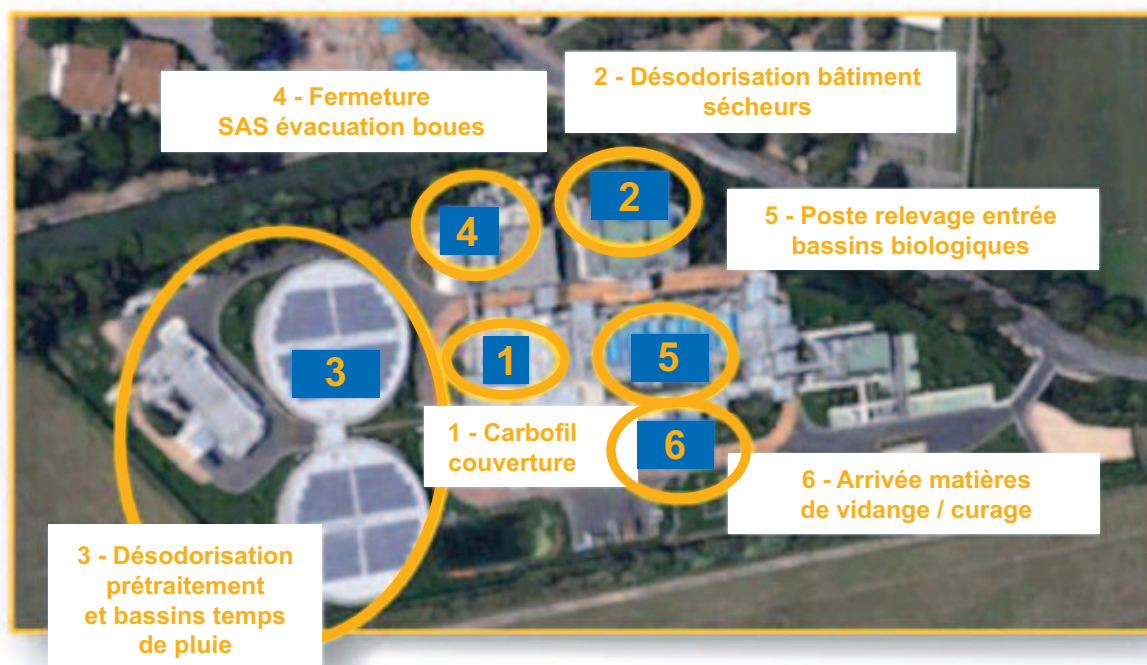 4 - Fermeture
SAS évacuation boues
2 - Désodorisation bâtiment
sécheurs
2
4
5 - Poste relevage entrée
bassins biologiques
3
1
5
1 - Carbofil
couverture
6
6 - Arrivée matières
de vidange / curage
3 - Désodorisation
prétraitement
et bassins temps
de pluie